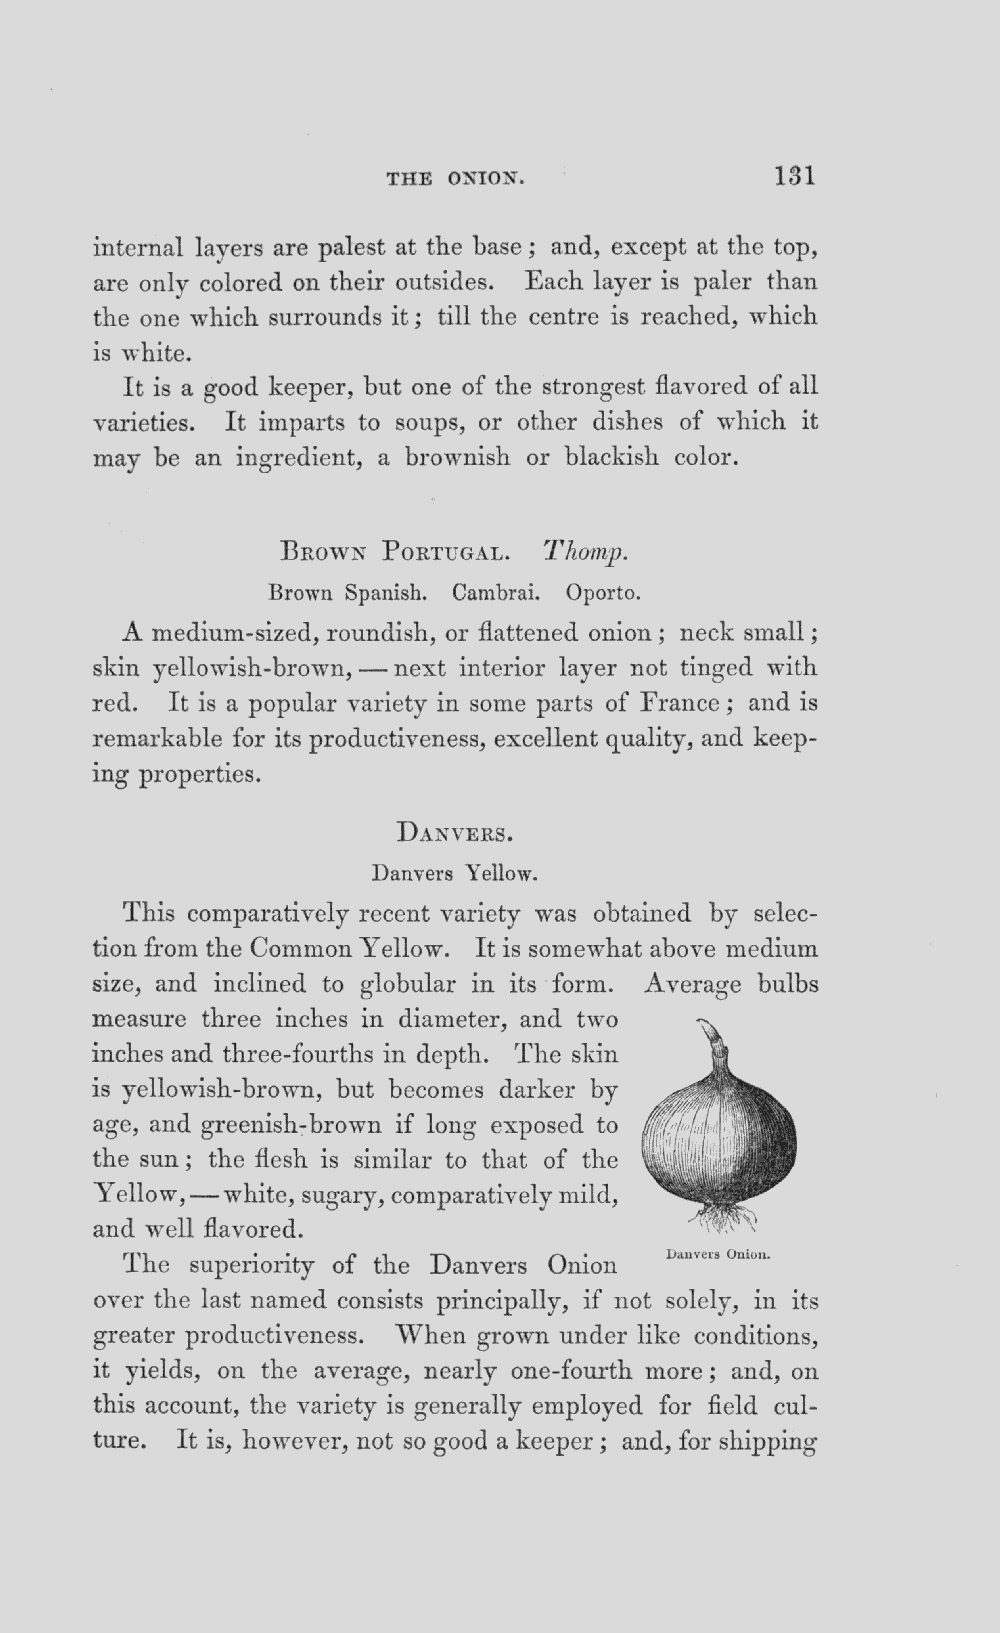 THE ONION. 131
internal layers are palest at the base; and, except at the top,
are only colored on their outsides. Each layer is paler than
the one which surrounds it; till the centre is reached, which
is white.
It is a good keeper, but one of the strongest flavored of all
varieties. It imparts to soups, or other dishes of which it
may be an ingredient, a brownish or blackish color.
BROWN PORTUGAL. Thomp.
Brown Spanish. Cambrai. Oporto.
A medium-sized, roundish, or flattened onion; neck small;
skin yellowish-brown, — next interior layer not tinged with
red. It is a popular variety in some parts of France; and is
remarkable for its productiveness, excellent quality, and keep-
ing properties.
DANVERS.
Danvers Yellow.
This comparatively recent variety was obtained by selec-
tion from the Common Yellow. It is somewhat above medium
size, and inclined to globular in its form. Average bulbs
measure three inches in diameter, and two
inches and three-fourths in depth. The skin
is yellowish-brown, but becomes darker by
age, and greenish-brown if long exposed to
the sun; the flesh is similar to that of the
Yellow, — white, sugary, comparatively mild,
and well flavored.
Danvers Onion.
The superiority of the Danvers Onion
over the last named consists principally, if not solely, in its
greater productiveness. When grown under like conditions,
it yields, on the average, nearly one-fourth more; and, on
this account, the variety is generally employed for field cul-
ture. It is, however, not so good a keeper; and, for shipping